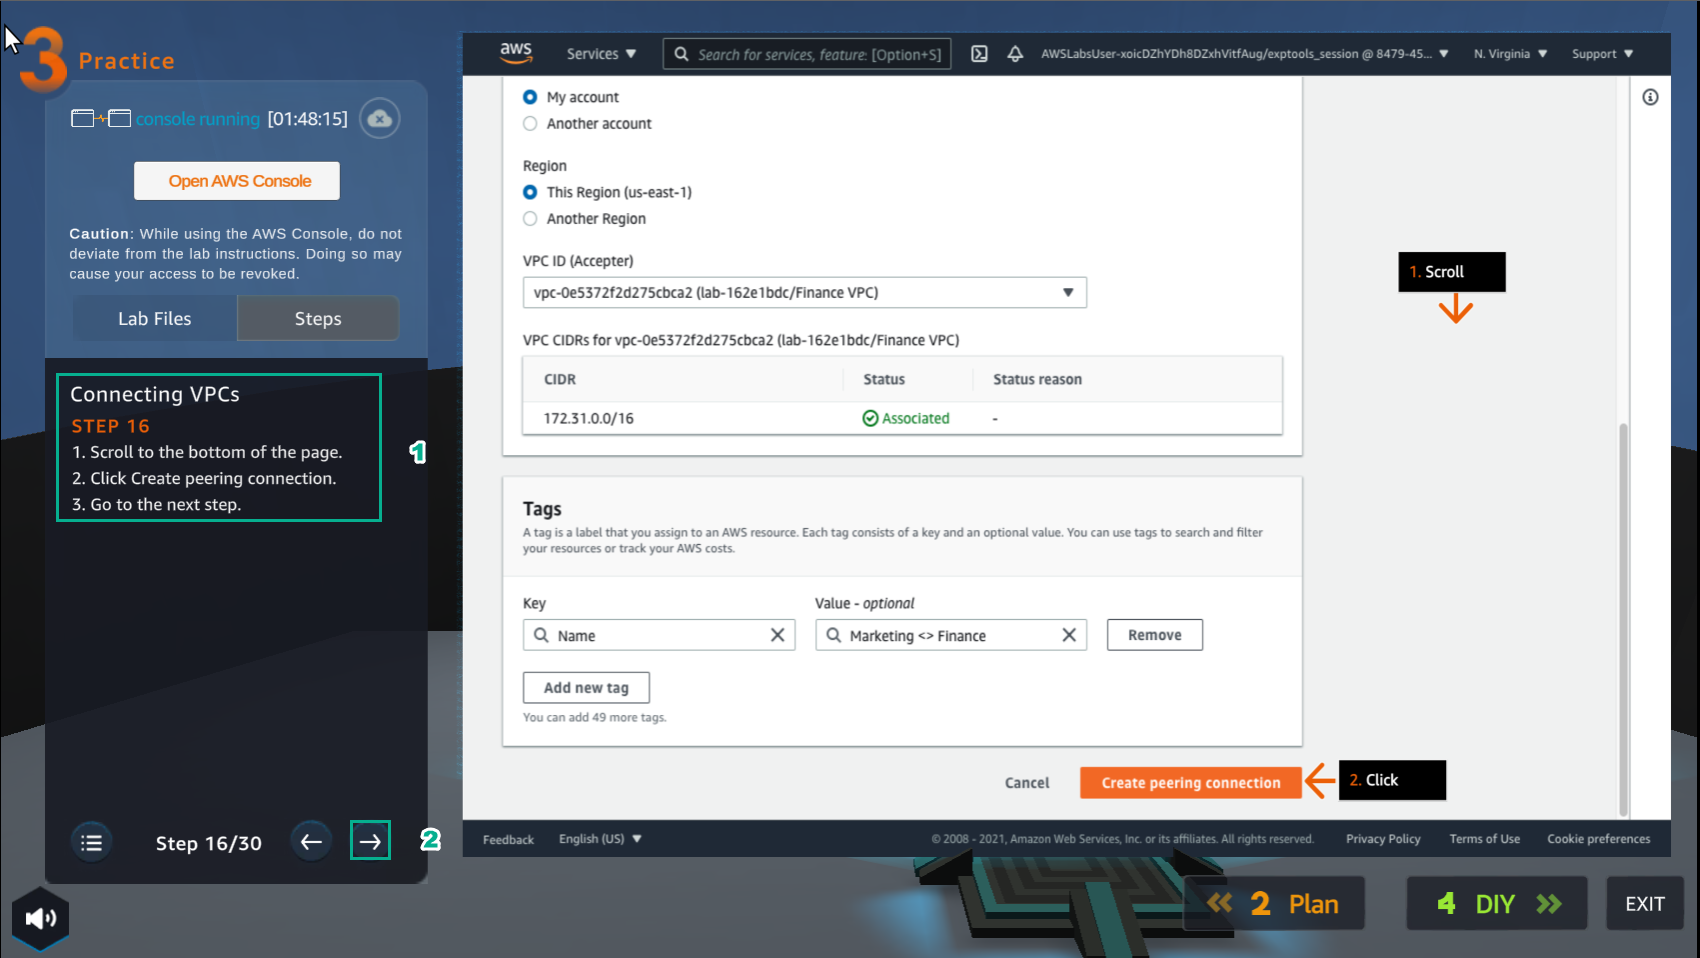 3 Practice
console running [01:48:15]
Open AWS Console
Caution: While using the AWS Console, do not
deviate from the lab instructions. Doing so may
cause your access to be revoked.
Lab Files
Steps
Connecting VPCs
STEP 16
1. Scroll to the bottom of the page.
2. Click Create peering connection.
3. Go to the next step.
1
Step 16/30
2
aws
Services
Search for services, feature: [Option+S]
AWSLabsUser-xoicDZhYDh8DZxhVitfAug/exptools_session @ 8479-45...
N. Virginia
Support
My account
Another account
Region
This Region (us-east-1)
Another Region
VPC ID (Accepter)
vpc-0e5372f2d275cbca2 (lab-162e1bdc/Finance VPC)
VPC CIDRs for vpc-0e5372f2d275cbca2 (lab-162e1bdc/Finance VPC)
CIDR Status Status reason
172.31.0.0/16 Associated -
1. Scroll
Tags
A tag is a label that you assign to an AWS resource. Each tag consists of a key and an optional value. You can use tags to search and filter
your resources or track your AWS costs.
Key
Value - optional
Name
Marketing <> Finance
Remove
Add new tag
You can add 49 more tags.
Cancel
Create peering connection
2. Click
Feedback
English (US)
© 2008 - 2021, Amazon Web Services, Inc. or its affiliates. All rights reserved.
Privacy Policy
Terms of Use
Cookie preferences
2 Plan
4 DIY
EXIT